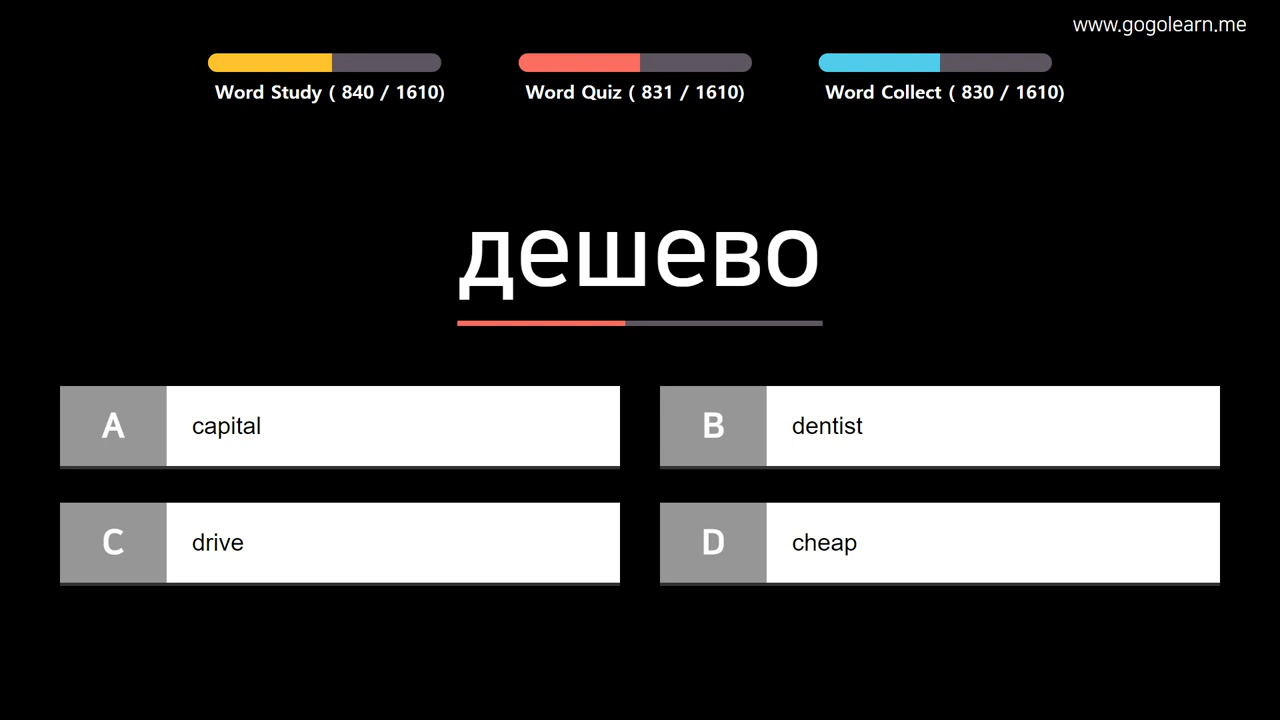 www.gogolearn.me
Word Study ( 840 / 1610)
Word Quiz ( 831 / 1610)
Word Collect ( 830 / 1610)
дешево
A capital
B dentist
C drive
D cheap